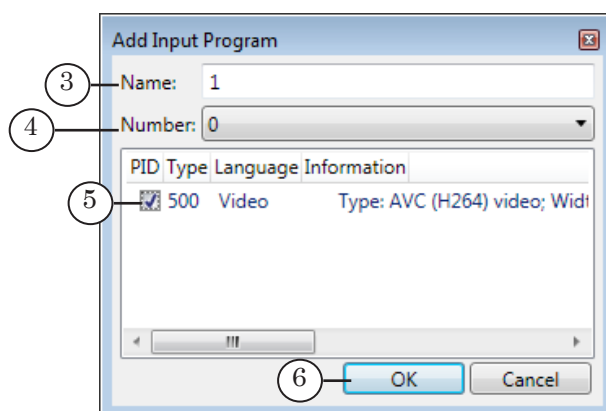 Add Input Program
3 Name: 1
4 Number: 0
PID Type Language Information
5 500 Video Type: AVC (H264) video;
6 OK Cancel